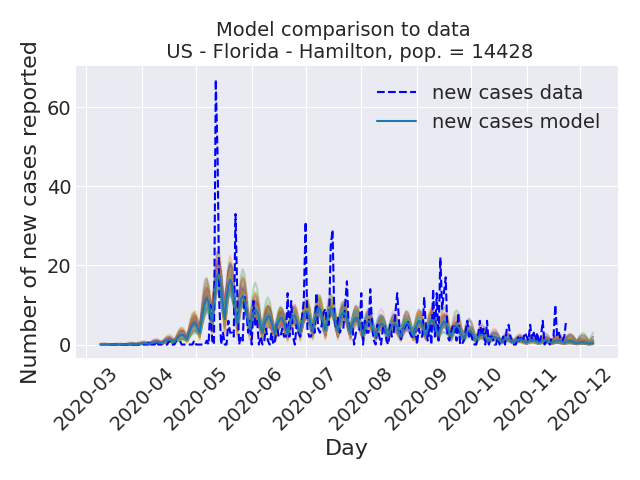 Model comparison to data
US - Florida - Hamilton, pop. = 14428
Number of new cases reported
60
40
20
0
new cases data
new cases model
2020-03
2020-04
2020-05
2020-06
2020-07
2020-08
2020-09
2020-10
2020-11
2020-12
Day